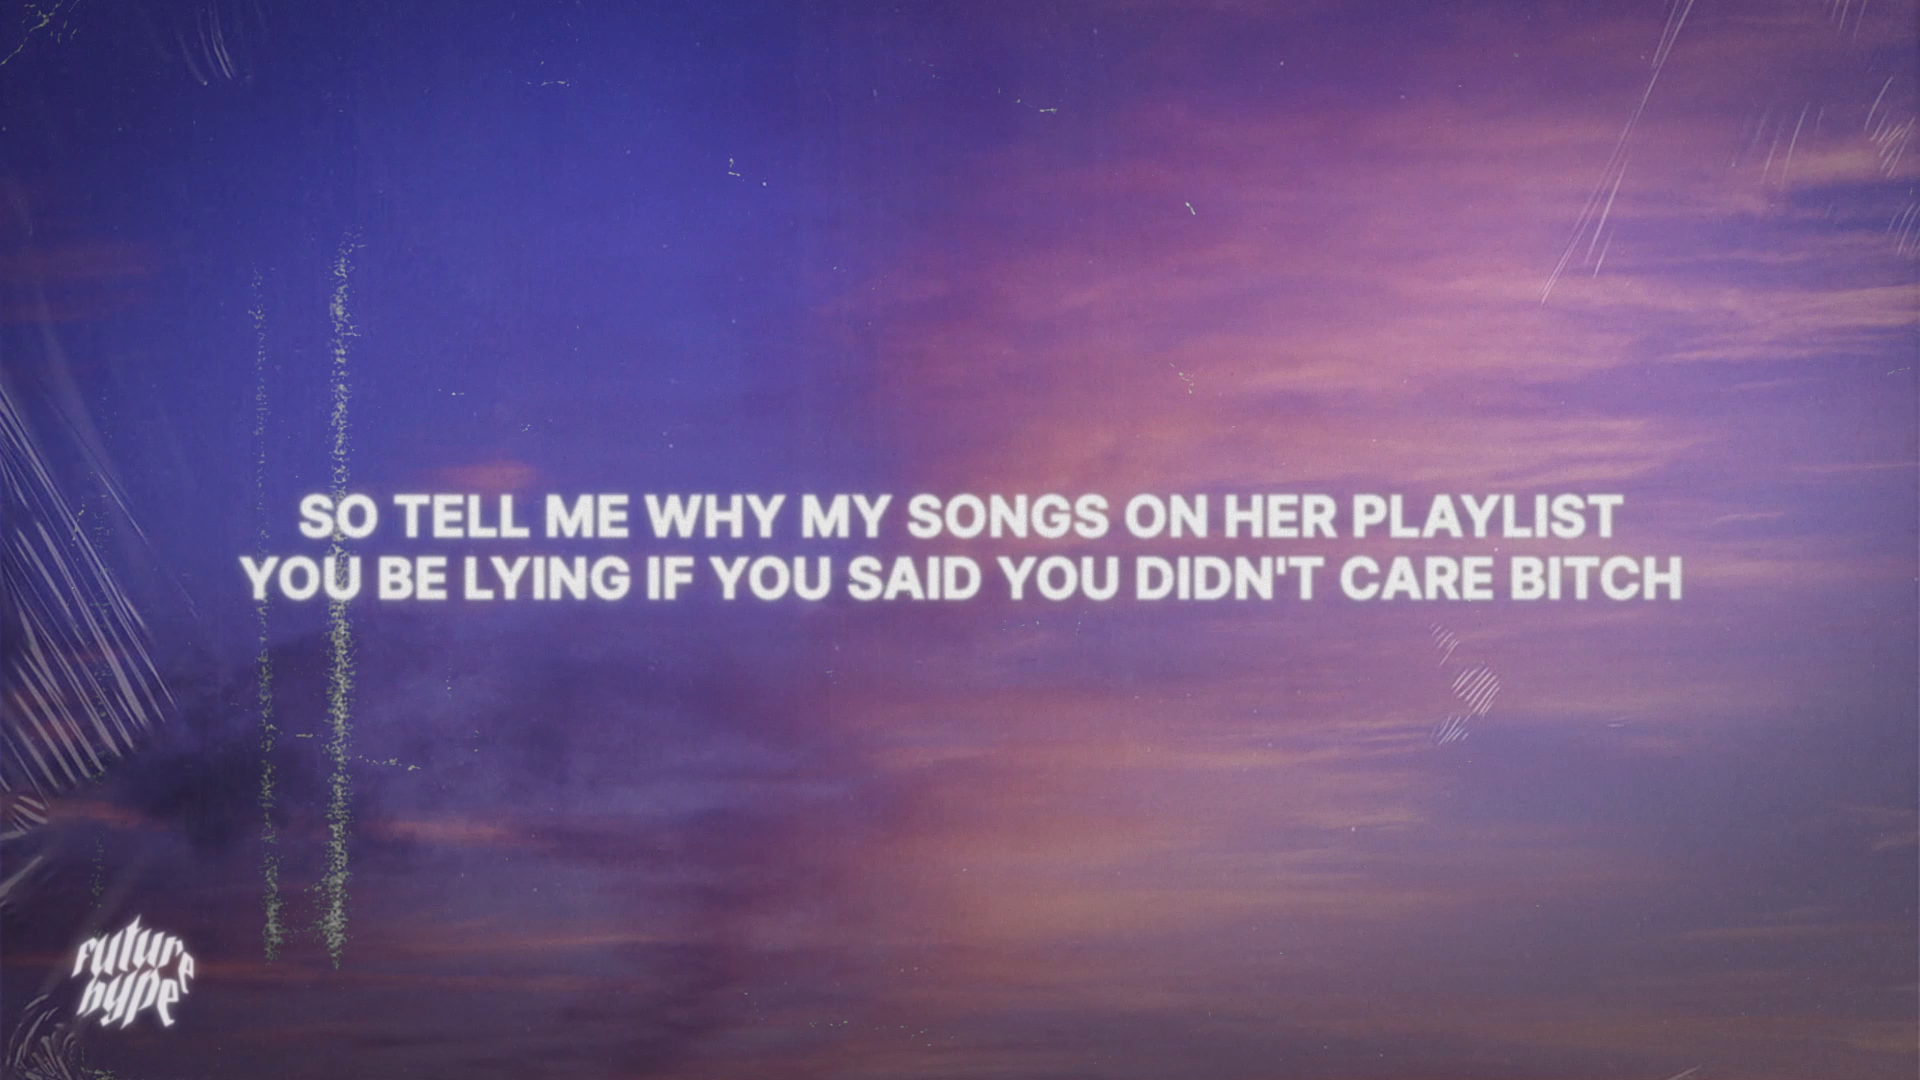 SO TELL ME WHY MY SONGS ON HER PLAYLIST
YOU BE LYING IF YOU SAID YOU DIDN'T CARE BITCH
future
hype